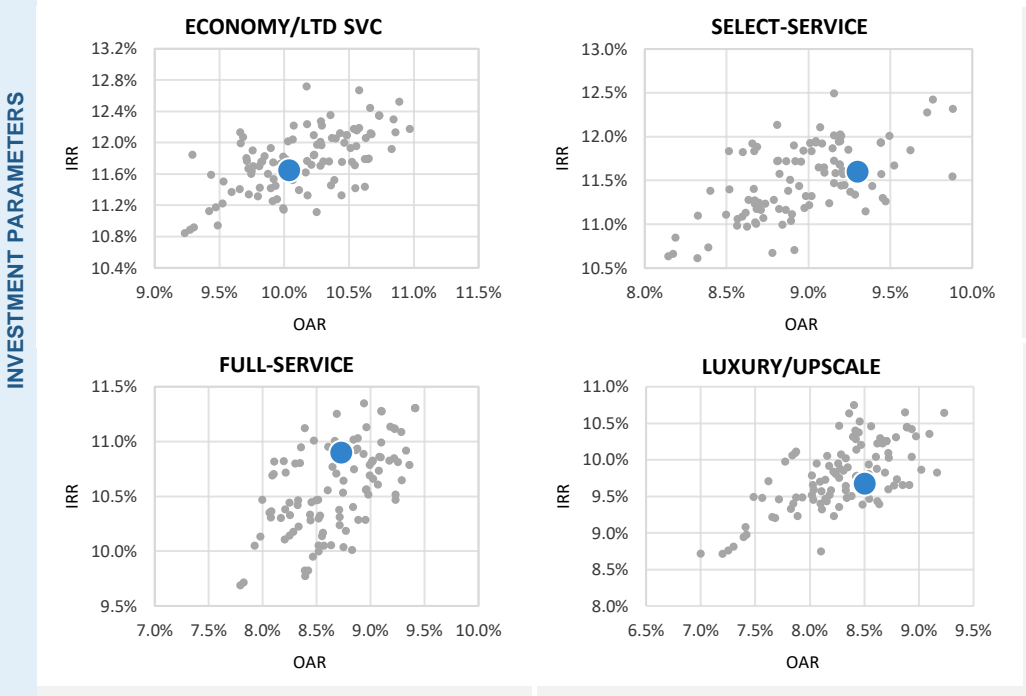 INVESTMENT PARAMETERS
ECONOMY/LTD SVC
13.2%
12.8%
12.4%
12.0%
11.6%
11.2%
10.8%
10.4%
IRR
9.0% 9.5% 10.0% 10.5% 11.0% 11.5%
OAR
SELECT-SERVICE
13.0%
12.5%
12.0%
11.5%
11.0%
10.5%
IRR
8.0% 8.5% 9.0% 9.5% 10.0%
OAR
FULL-SERVICE
11.5%
11.0%
10.5%
10.0%
9.5%
IRR
7.0% 7.5% 8.0% 8.5% 9.0% 9.5% 10.0%
OAR
LUXURY/UPSCALE
11.0%
10.5%
10.0%
9.5%
9.0%
8.5%
8.0%
IRR
6.5% 7.0% 7.5% 8.0% 8.5% 9.0% 9.5%
OAR